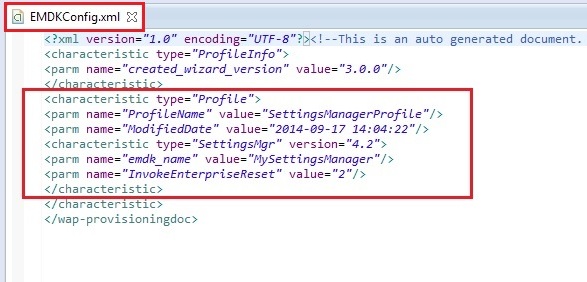 EMDKConfig.xml
<?xml version="1.0" encoding="UTF-8"?><!--This is an auto generated document.
<characteristic type="ProfileInfo">
<parm name="created_wizard_version" value="3.0.0"/>
</characteristic>
<characteristic type="Profile">
<parm name="ProfileName" value="SettingsManagerProfile"/>
<parm name="ModifiedDate" value="2014-09-17 14:04:22"/>
<characteristic type="SettingsMgr" version="4.2">
<parm name="emdk_name" value="MySettingsManager"/>
<parm name="InvokeEnterpriseReset" value="2"/>
</characteristic>
</characteristic>
</wap-provisioningdoc>